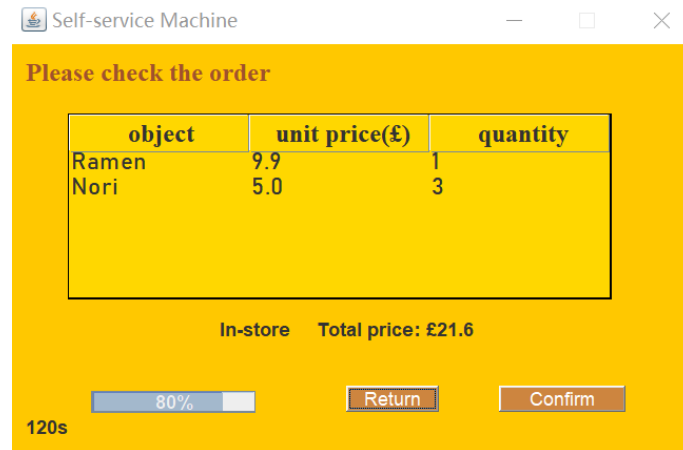 Self-service Machine
Please check the order
object unit price(£) quantity
Ramen 9.9 1
Nori 5.0 3
In-store Total price: £21.6
80% Return Confirm
120s